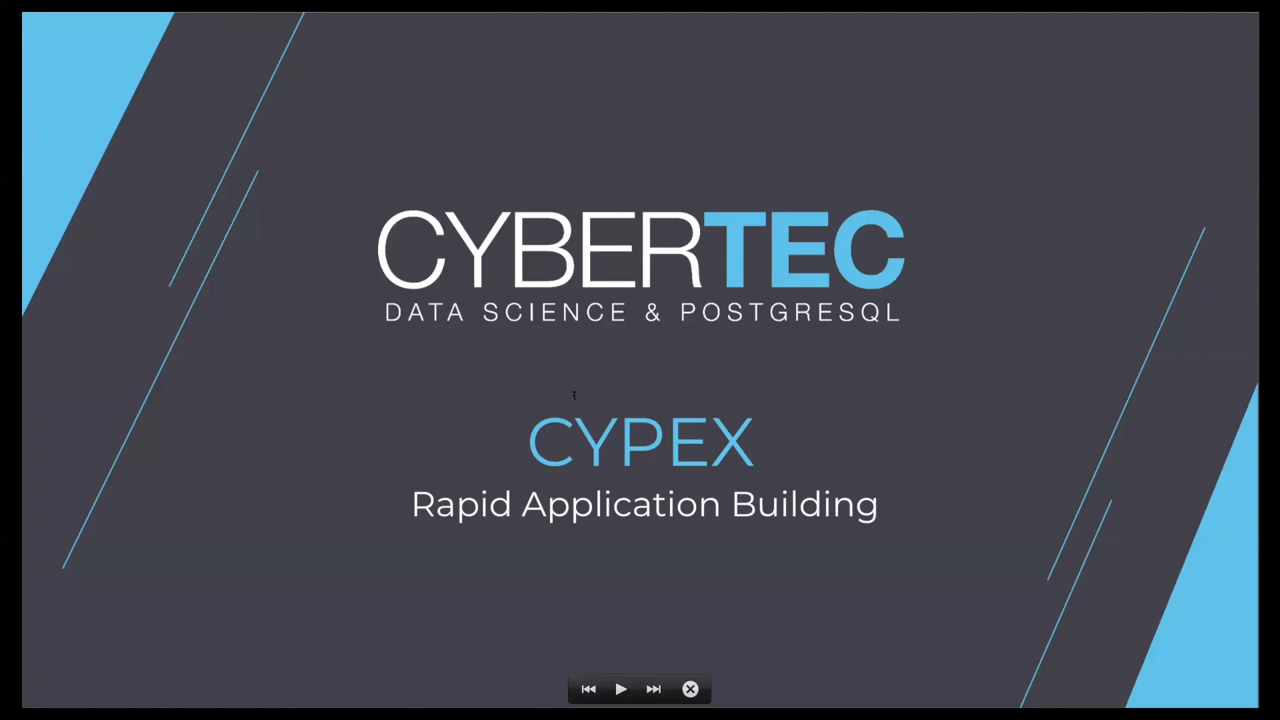 CYBERTEC
DATA SCIENCE & POSTGRESQL
CYPEX
Rapid Application Building